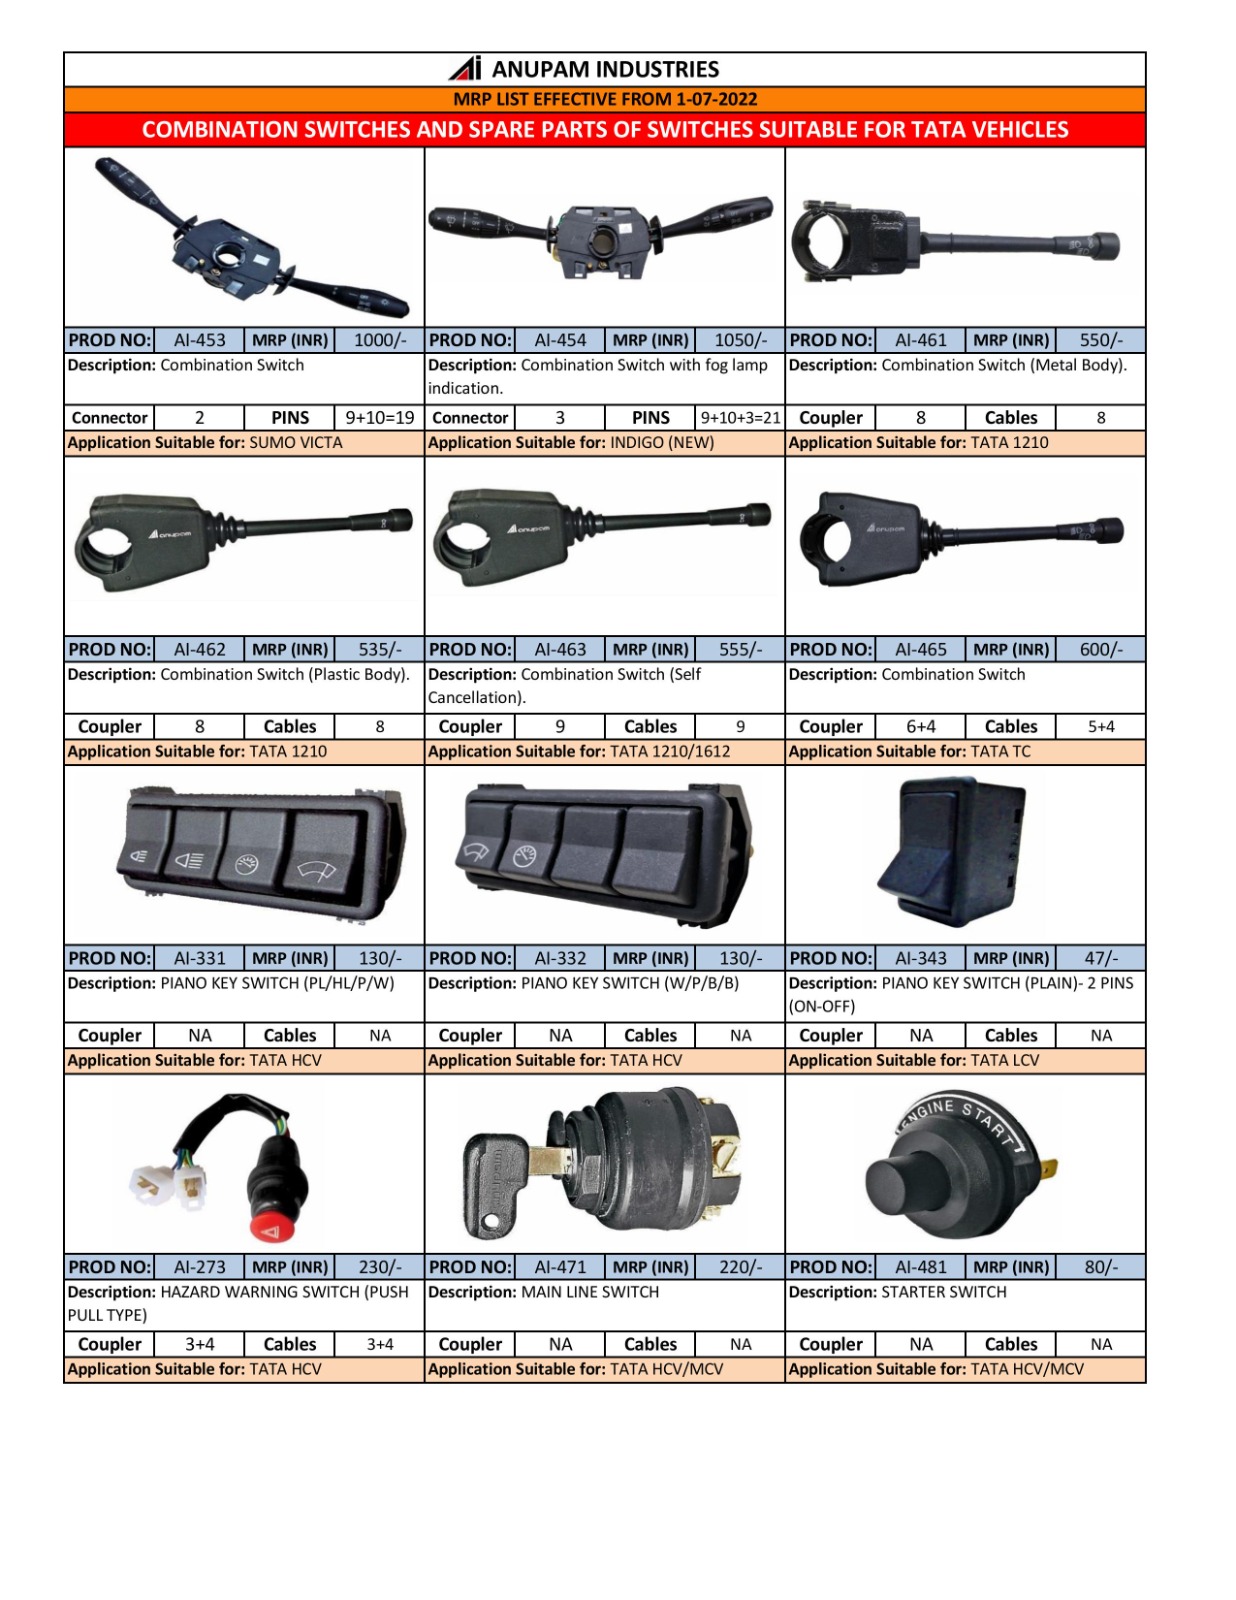 ANUPAM INDUSTRIES
MRP LIST EFFECTIVE FROM 1-07-2022
COMBINATION SWITCHES AND SPARE PARTS OF SWITCHES SUITABLE FOR TATA VEHICLES
PROD NO: AI-453 MRP (INR) 1000/- PROD NO: AI-454 MRP (INR) 1050/- PROD NO: AI-461 MRP (INR) 550/-
Description: Combination Switch Description: Combination Switch with fog lamp Description: Combination Switch (Metal Body).
indication.
Connector 2 PINS 9+10=19 Connector 3 PINS 9+10+3=21 Coupler 8 Cables 8
Application Suitable for: SUMO VICTA Application Suitable for: INDIGO (NEW) Application Suitable for: TATA 1210
anupam anupam anupam
PROD NO: AI-462 MRP (INR) 535/- PROD NO: AI-463 MRP (INR) 555/- PROD NO: AI-465 MRP (INR) 600/-
Description: Combination Switch (Plastic Body). Description: Combination Switch (Self Description: Combination Switch
Cancellation).
Coupler 8 Cables 8 Coupler 9 Cables 9 Coupler 6+4 Cables 5+4
Application Suitable for: TATA 1210 Application Suitable for: TATA 1210/1612 Application Suitable for: TATA TC
PROD NO: AI-331 MRP (INR) 130/- PROD NO: AI-332 MRP (INR) 130/- PROD NO: AI-343 MRP (INR) 47/-
Description: PIANO KEY SWITCH (PL/HL/P/W) Description: PIANO KEY SWITCH (W/P/B/B) Description: PIANO KEY SWITCH (PLAIN)- 2 PINS
(ON-OFF)
Coupler NA Cables NA Coupler NA Cables NA Coupler NA Cables NA
Application Suitable for: TATA HCV Application Suitable for: TATA HCV Application Suitable for: TATA LCV
anupam ENGINE START
PROD NO: AI-273 MRP (INR) 230/- PROD NO: AI-471 MRP (INR) 220/- PROD NO: AI-481 MRP (INR) 80/-
Description: HAZARD WARNING SWITCH (PUSH Description: MAIN LINE SWITCH Description: STARTER SWITCH
PULL TYPE)
Coupler 3+4 Cables 3+4 Coupler NA Cables NA Coupler NA Cables NA
Application Suitable for: TATA HCV Application Suitable for: TATA HCV/MCV Application Suitable for: TATA HCV/MCV